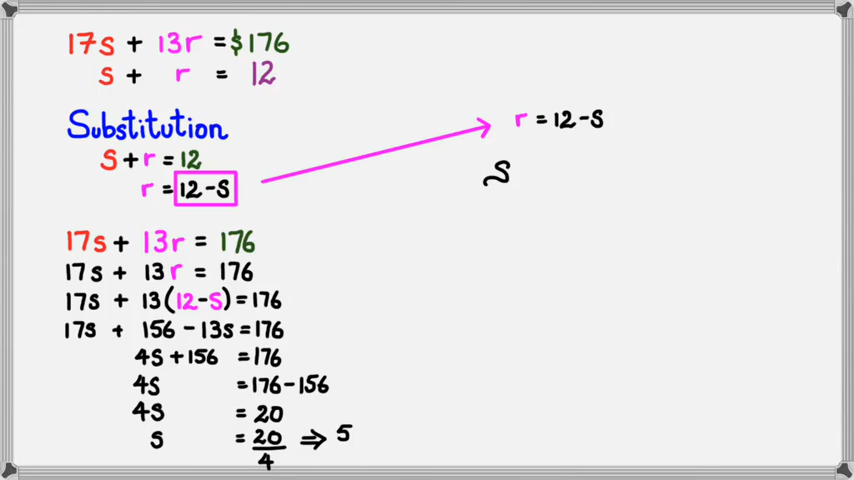 17s + 13r = $176
s + r = 12
Substitution
s + r = 12
r = 12 - s
r = 12 - s
s
17s + 13r = 176
17s + 13r = 176
17s + 13(12 - s) = 176
17s + 156 - 13s = 176
4s + 156 = 176
4s = 176 - 156
4s = 20
s = 20/4 ⇒ 5